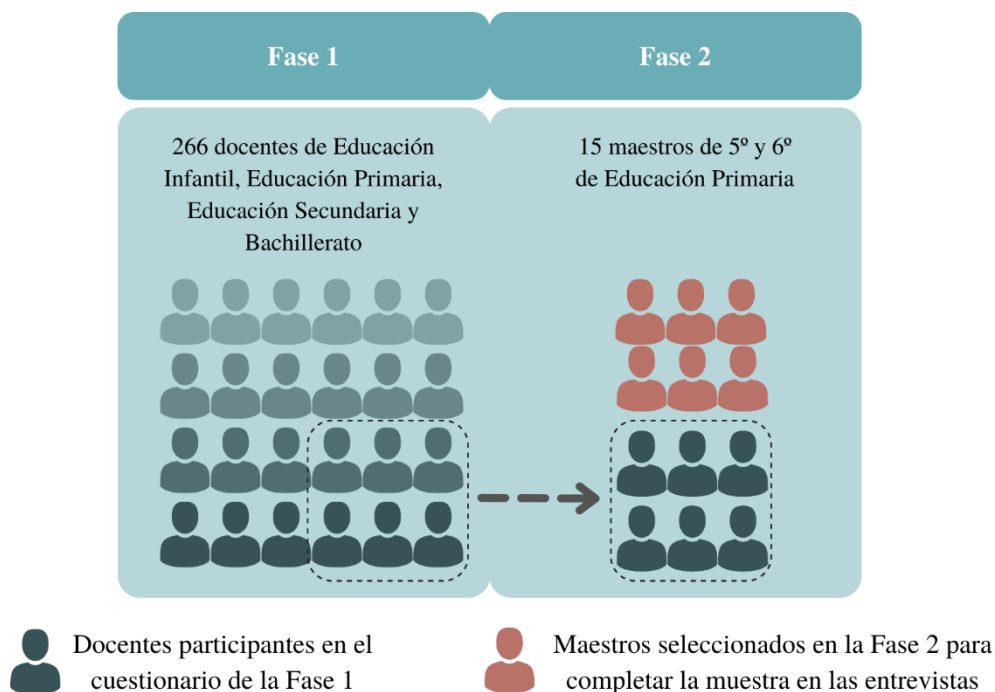 Fase 1
Fase 2
266 docentes de Educación
Infantil, Educación Primaria,
Educación Secundaria y
Bachillerato
15 maestros de 5º y 6º
de Educación Primaria
Docentes participantes en el
cuestionario de la Fase 1
Maestros seleccionados en la Fase 2 para
completar la muestra en las entrevistas